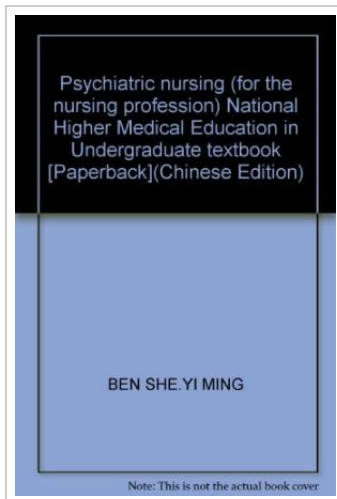 Psychiatric nursing (for the
nursing profession) National
Higher Medical Education in
Undergraduate textbook
[Paperback](Chinese Edition)
BEN SHE.YI MING
Note: This is not the actual book cover